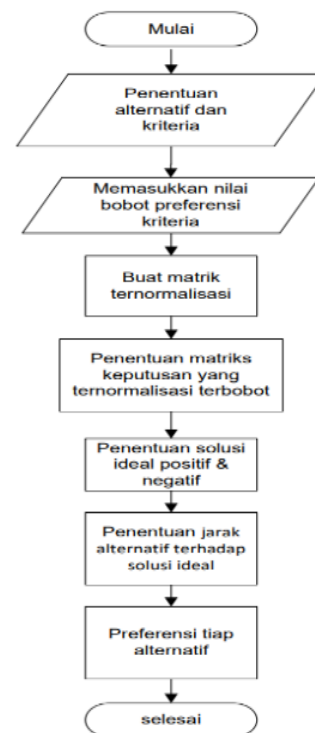 Mulai
Penentuan
alternatif dan
kriteria
Memasukkan nilai
bobot preferensi
kriteria
Buat matrik
ternormalisasi
Penentuan matriks
keputusan yang
ternormalisasi terbobot
Penentuan solusi
ideal positif &
negatif
Penentuan jarak
alternatif terhadap
solusi ideal
Preferensi tiap
alternatif
selesai